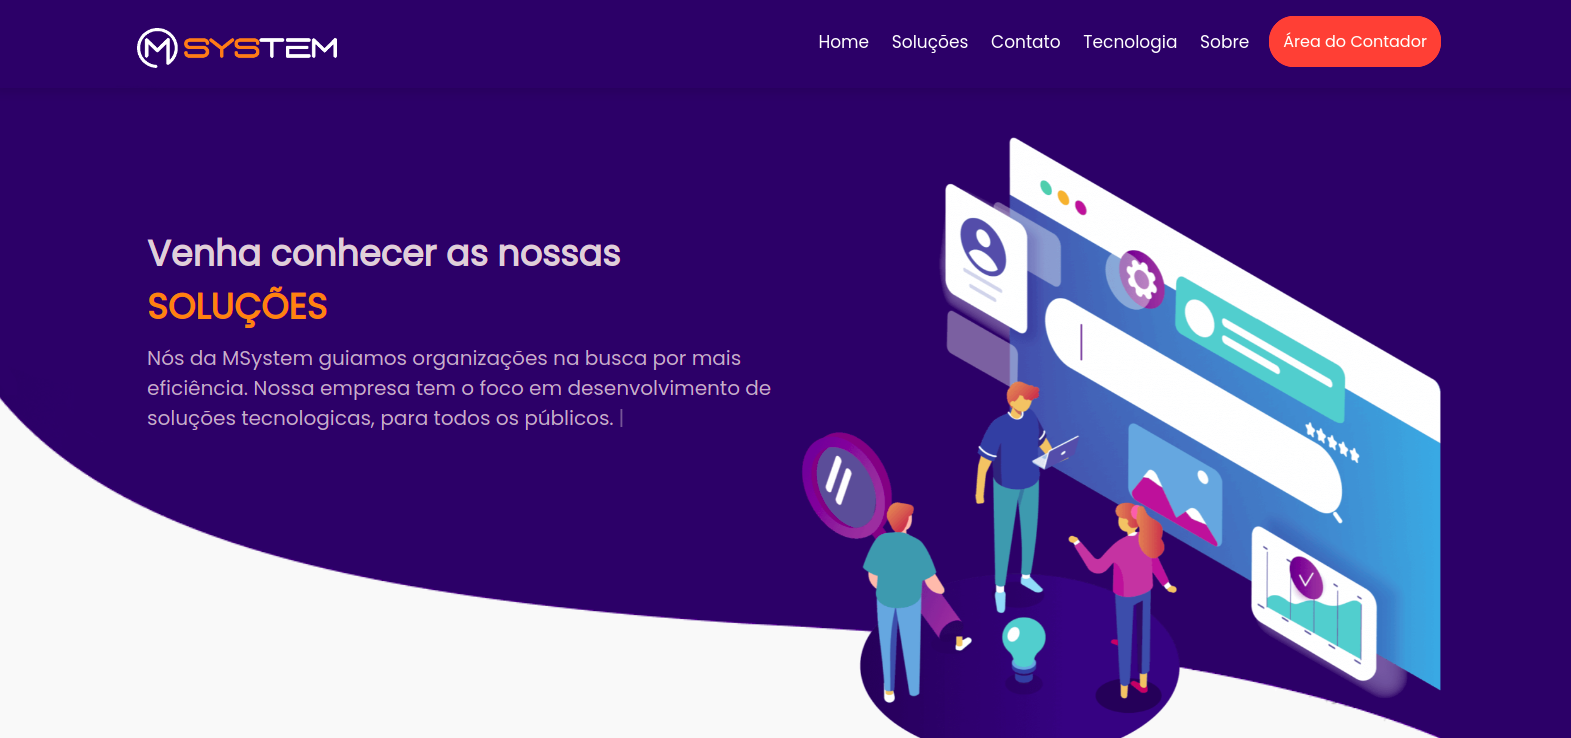 M SYSTEM
Home Soluções Contato Tecnologia Sobre Área do Contador
Venha conhecer as nossas
SOLUÇÕES
Nós da MSystem guiamos organizações na busca por mais
eficiência. Nossa empresa tem o foco em desenvolvimento de
soluções tecnologicas, para todos os públicos. |